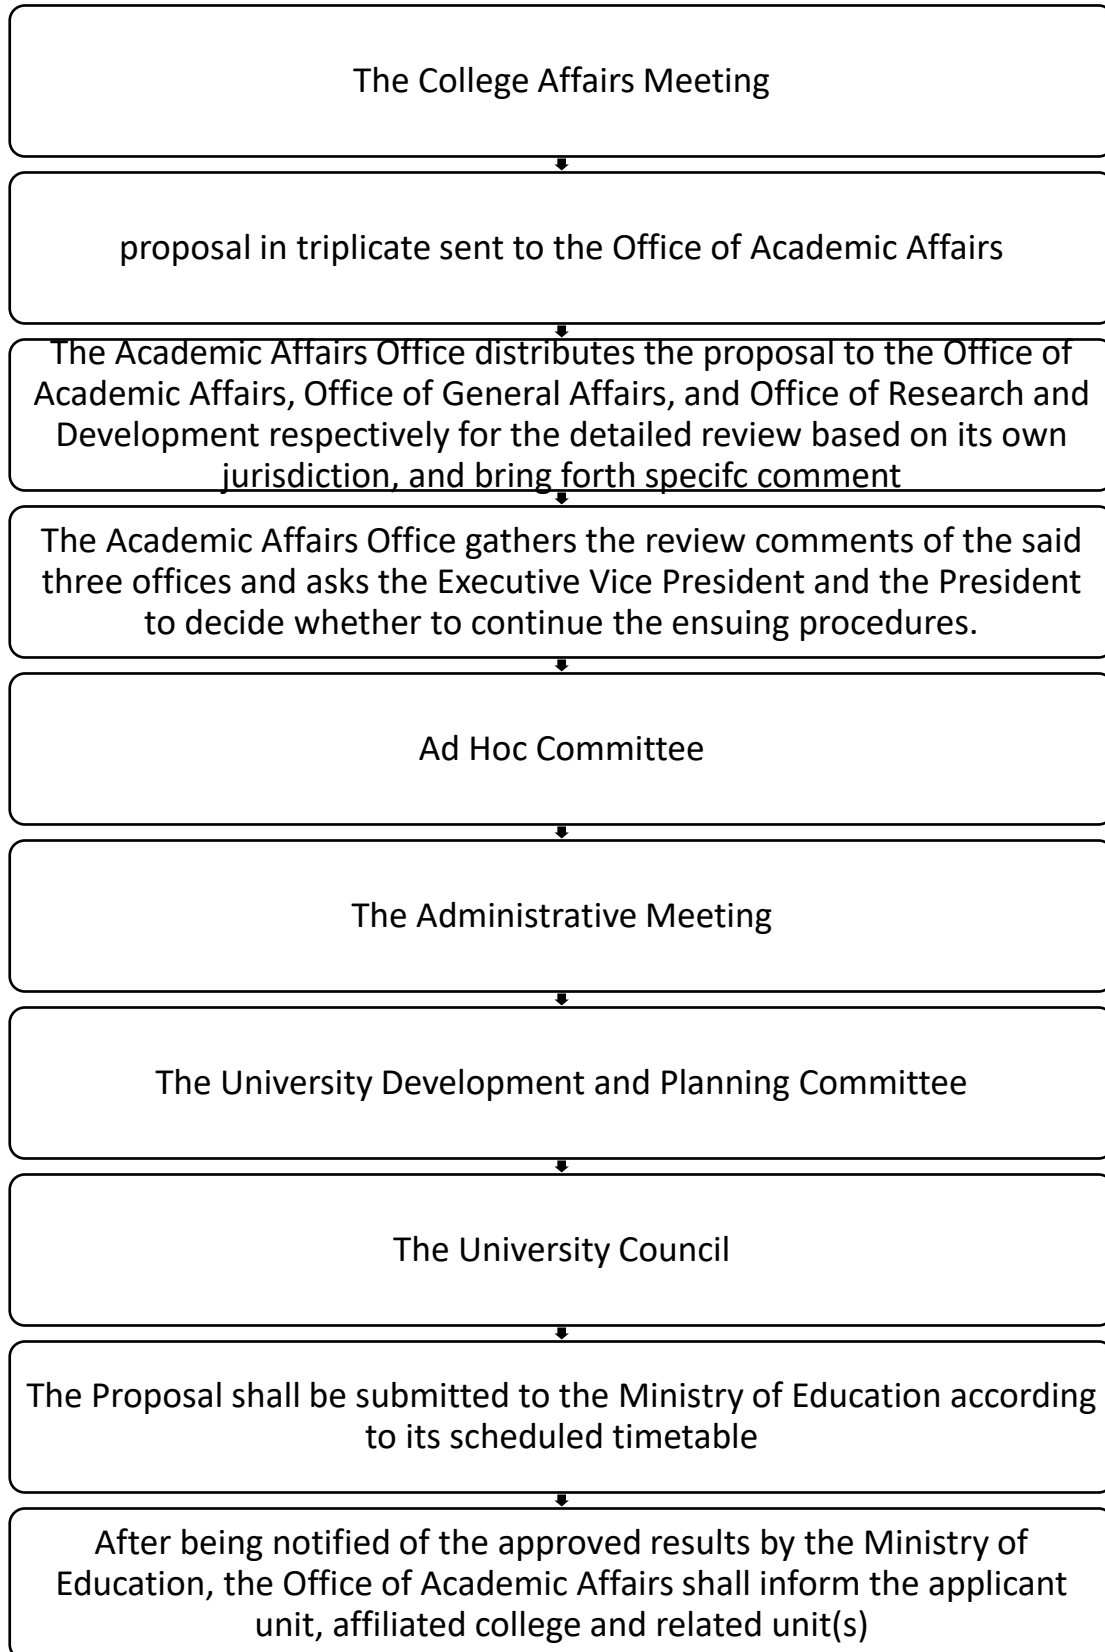 The College Affairs Meeting
proposal in triplicate sent to the Office of Academic Affairs
The Academic Affairs Office distributes the proposal to the Office of
Academic Affairs, Office of General Affairs, and Office of Research and
Development respectively for the detailed review based on its own
jurisdiction, and bring forth specifc comment
The Academic Affairs Office gathers the review comments of the said
three offices and asks the Executive Vice President and the President
to decide whether to continue the ensuing procedures.
Ad Hoc Committee
The Administrative Meeting
The University Development and Planning Committee
The University Council
The Proposal shall be submitted to the Ministry of Education according
to its scheduled timetable
After being notified of the approved results by the Ministry of
Education, the Office of Academic Affairs shall inform the applicant
unit, affiliated college and related unit(s)